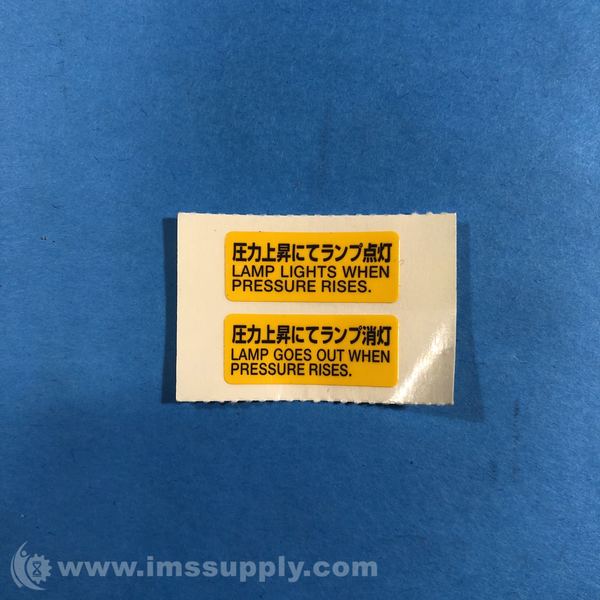 圧力上昇にてランプ点灯
LAMP LIGHTS WHEN
PRESSURE RISES.
圧力上昇にてランプ消灯
LAMP GOES OUT WHEN
PRESSURE RISES.
www.imssupply.com